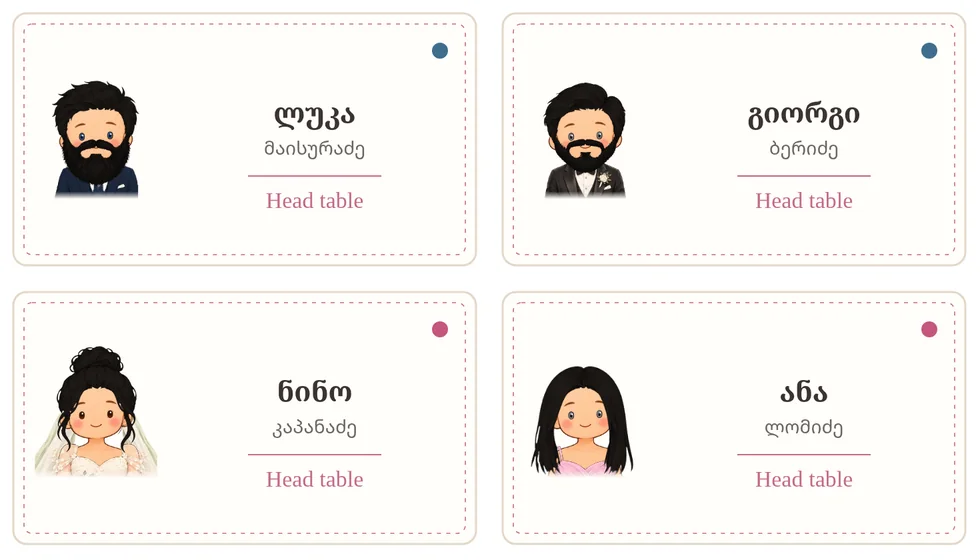 ლუკა
მაისურაძე
Head table
გიორგი
ბერიძე
Head table
ნინო
კაპანაძე
Head table
ანა
ლომიძე
Head table